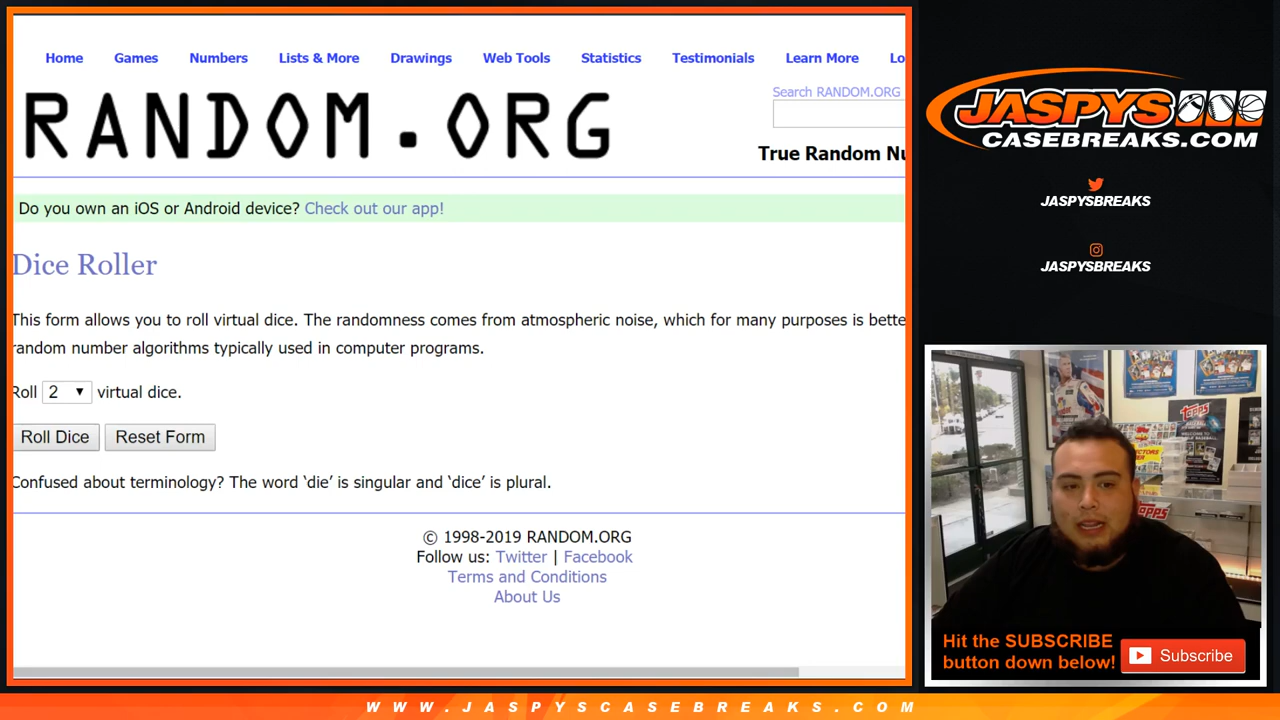 Home Games Numbers Lists & More Drawings Web Tools Statistics Testimonials Learn More Lo
RANDOM.ORG
Search RANDOM.ORG
True Random Nu
Do you own an iOS or Android device? Check out our app!
Dice Roller
This form allows you to roll virtual dice. The randomness comes from atmospheric noise, which for many purposes is bette
random number algorithms typically used in computer programs.
Roll 2 virtual dice.
Roll Dice Reset Form
Confused about terminology? The word ‘die’ is singular and ‘dice’ is plural.
© 1998-2019 RANDOM.ORG
Follow us: Twitter | Facebook
Terms and Conditions
About Us
JASPYS
CASEBREAKS.COM
JASPYSBREAKS
JASPYSBREAKS
Topps
topps
Hit the SUBSCRIBE
button down below!
Subscribe
WWW.JASPYSCASEBREAKS.COM